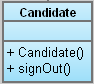 Candidate
+ Candidate()
+ signOut()